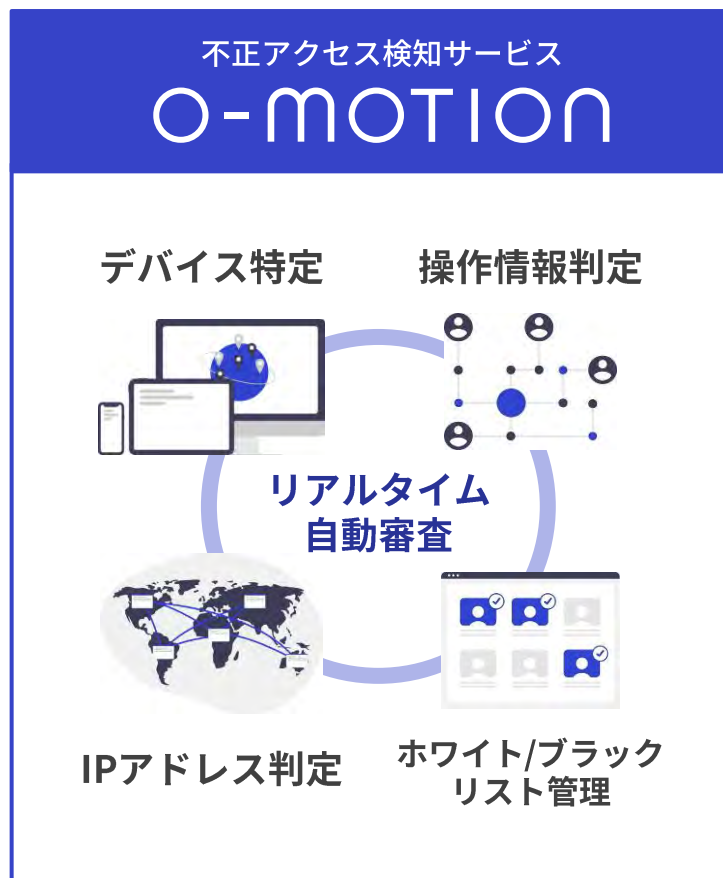 不正アクセス検知サービス
O-MOTION
デバイス特定
操作情報判定
リアルタイム
自動審査
IPアドレス判定
ホワイト/ブラック
リスト管理